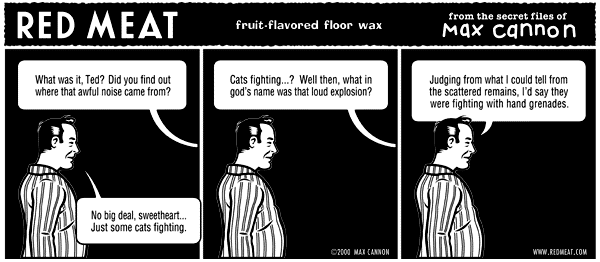 RED MEAT
fruit-flavored floor wax
from the secret files of
max cannon
What was it, Ted? Did you find out
where that awful noise came from?
No big deal, sweetheart...
Just some cats fighting.
Cats fighting...? Well then, what in
god's name was that loud explosion?
©2000 MAX CANNON
Judging from what I could tell from
the scattered remains, I'd say they
were fighting with hand grenades.
WWW.REDMEAT.COM